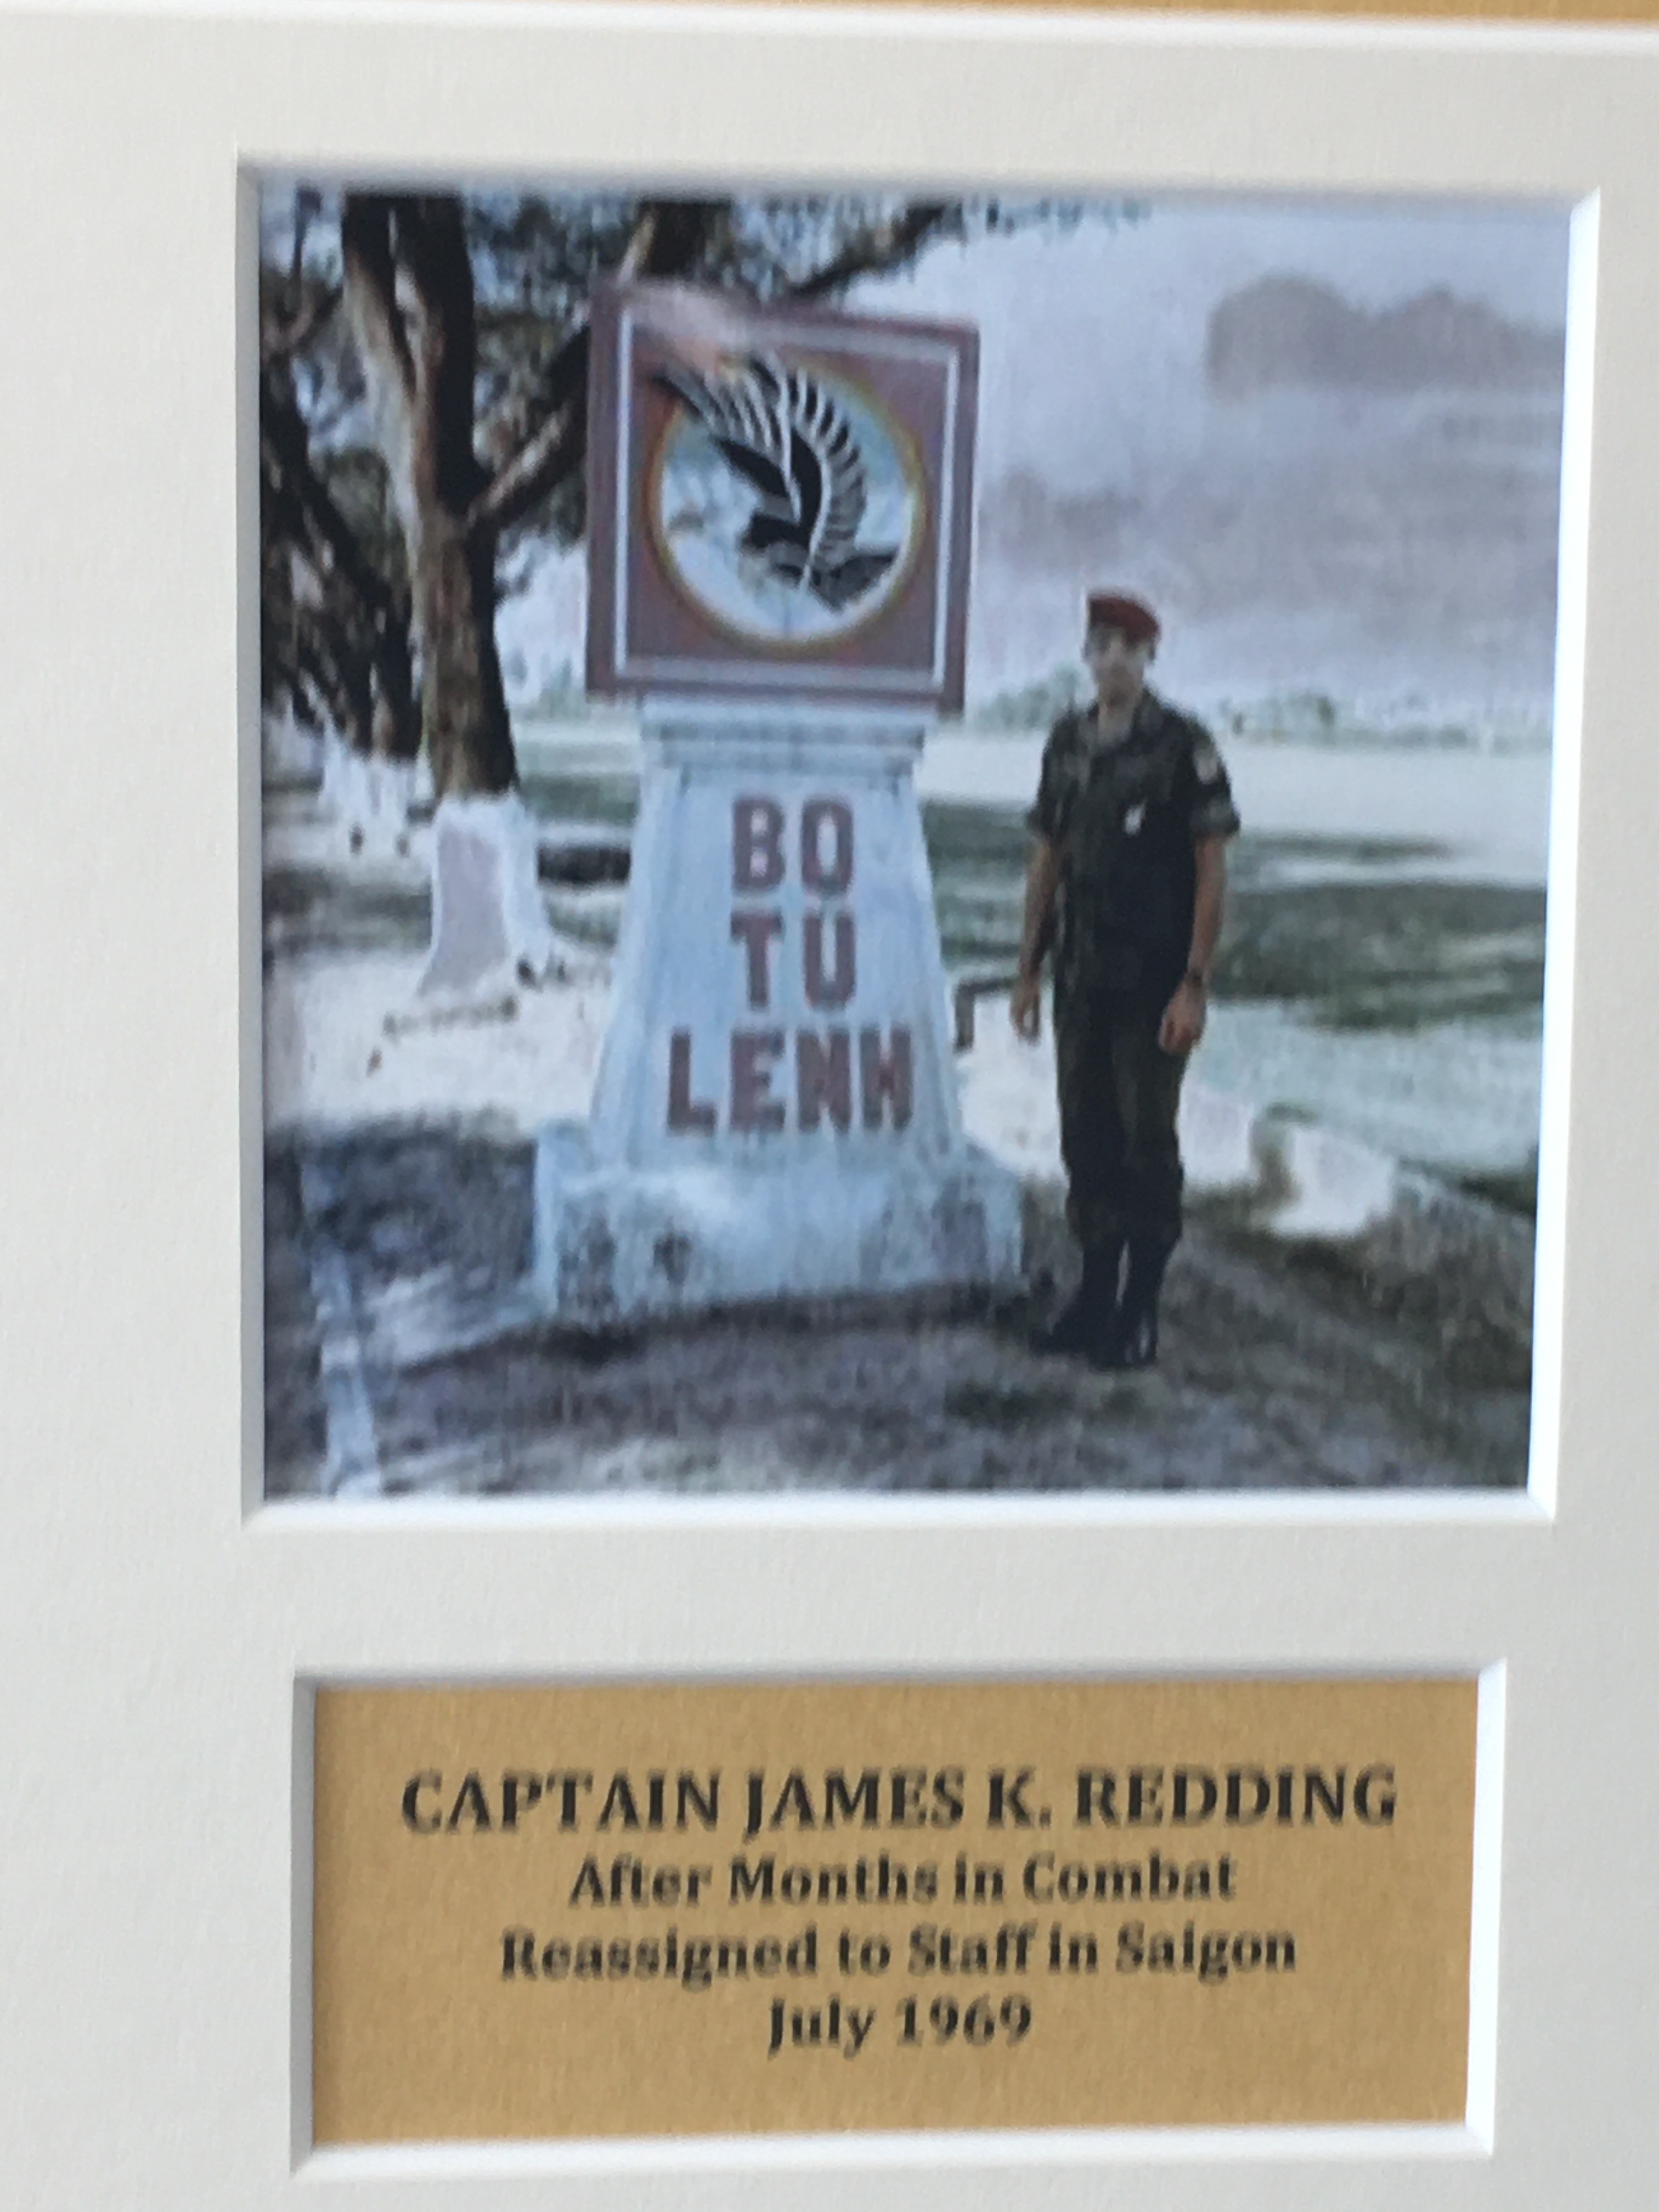 BO
TU
LENH
CAPTAIN JAMES K. REDDING
After Months in Combat
Reassigned to Staff in Saigon
July 1969